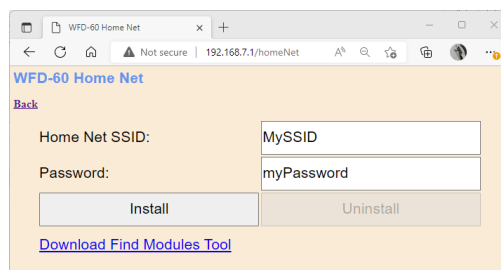 WFD-60 Home Net
Not secure | 192.168.7.1/homeNet
WFD-60 Home Net
Back
Home Net SSID: MySSID
Password: myPassword
Install Uninstall
Download Find Modules Tool